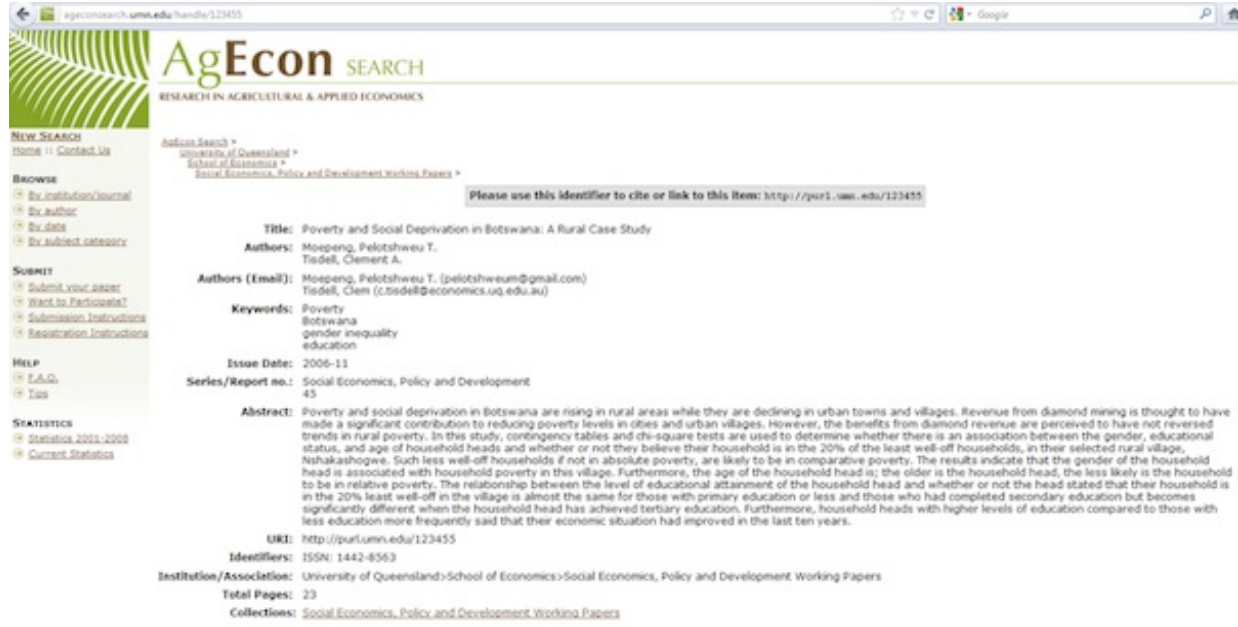 ageconsearch.umn.edu/handle/123455
Google
AgEcon SEARCH
RESEARCH IN AGRICULTURAL & APPLIED ECONOMICS
NEW SEARCH
Home :: Contact Us
BROWSE
By institution/journal
By author
By date
By subject category
SUBMIT
Submit your paper
Want to Participate?
Submission Instructions
Registration Instructions
HELP
F.A.Q.
Tips
STATISTICS
Statistics 2001-2008
Current Statistics
AgEcon Search >
University of Queensland >
School of Economics >
Social Economics, Policy and Development Working Papers >
Please use this identifier to cite or link to this item: http://purl.umn.edu/123455
Title: Poverty and Social Deprivation in Botswana: A Rural Case Study
Authors: Moepeng, Pelotshweu T.
Tisdell, Clement A.
Authors (Email): Moepeng, Pelotshweu T. (pelotshweum@gmail.com)
Tisdell, Clem (c.tisdell@economics.uq.edu.au)
Keywords: Poverty
Botswana
gender inequality
education
Issue Date: 2006-11
Series/Report no.: Social Economics, Policy and Development
45
Abstract: Poverty and social deprivation in Botswana are rising in rural areas while they are declining in urban towns and villages. Revenue from diamond mining is thought to have
made a significant contribution to reducing poverty levels in cities and urban villages. However, the benefits from diamond revenue are perceived to have not reversed
trends in rural poverty. In this study, contingency tables and chi-square tests are used to determine whether there is an association between the gender, educational
status, and age of household heads and whether or not they believe their household is in the 20% of the least well-off households, in their selected rural village,
Nshakashogwe. Such less well-off households if not in absolute poverty, are likely to be in comparative poverty. The results indicate that the gender of the household
head is associated with household poverty in this village. Furthermore, the age of the household head is; the older is the household head, the less likely is the household
to be in relative poverty. The relationship between the level of educational attainment of the household head and whether or not the head stated that their household is
in the 20% least well-off in the village is almost the same for those with primary education or less and those who had completed secondary education but becomes
significantly different when the household head has achieved tertiary education. Furthermore, household heads with higher levels of education compared to those with
less education more frequently said that their economic situation had improved in the last ten years.
URI: http://purl.umn.edu/123455
Identifiers: ISSN: 1442-8563
Institution/Association: University of Queensland>School of Economics>Social Economics, Policy and Development Working Papers
Total Pages: 23
Collections: Social Economics, Policy and Development Working Papers